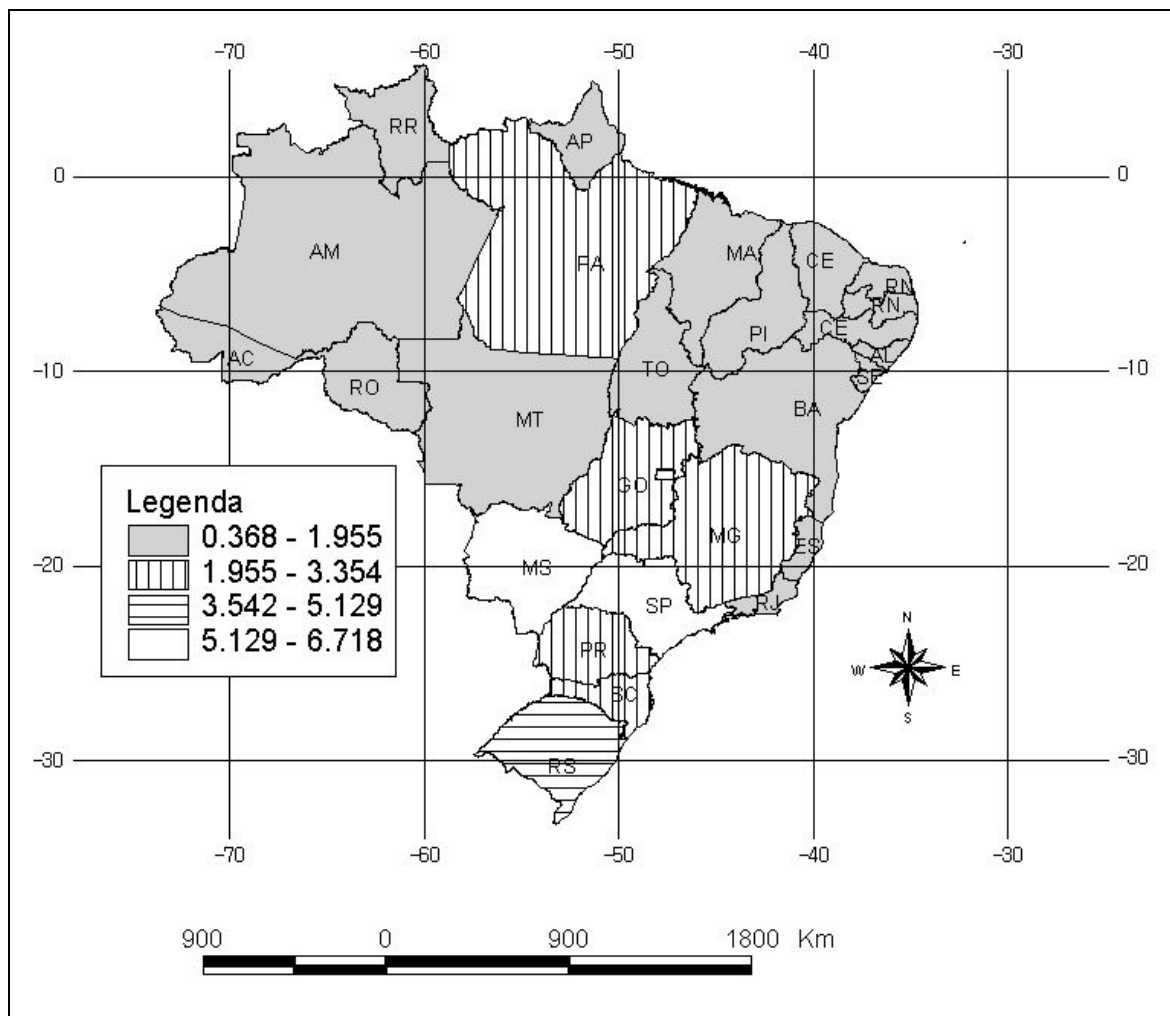 -70 -60 -50 -40 -30
RR
AP
0 0
AM
PA
MA
CE
RN
RN
PI
CE
AC
TO
AL
-10 -10
RO
SE
MT
BA
GO
Legenda
0.368 - 1.955
1.955 - 3.354
3.542 - 5.129
5.129 - 6.718
MG
ES
-20 -20
MS
SP
RJ
PR
SC
N
W E
S
-30 -30
RS
-70 -60 -50 -40 -30
900 0 900 1800 Km